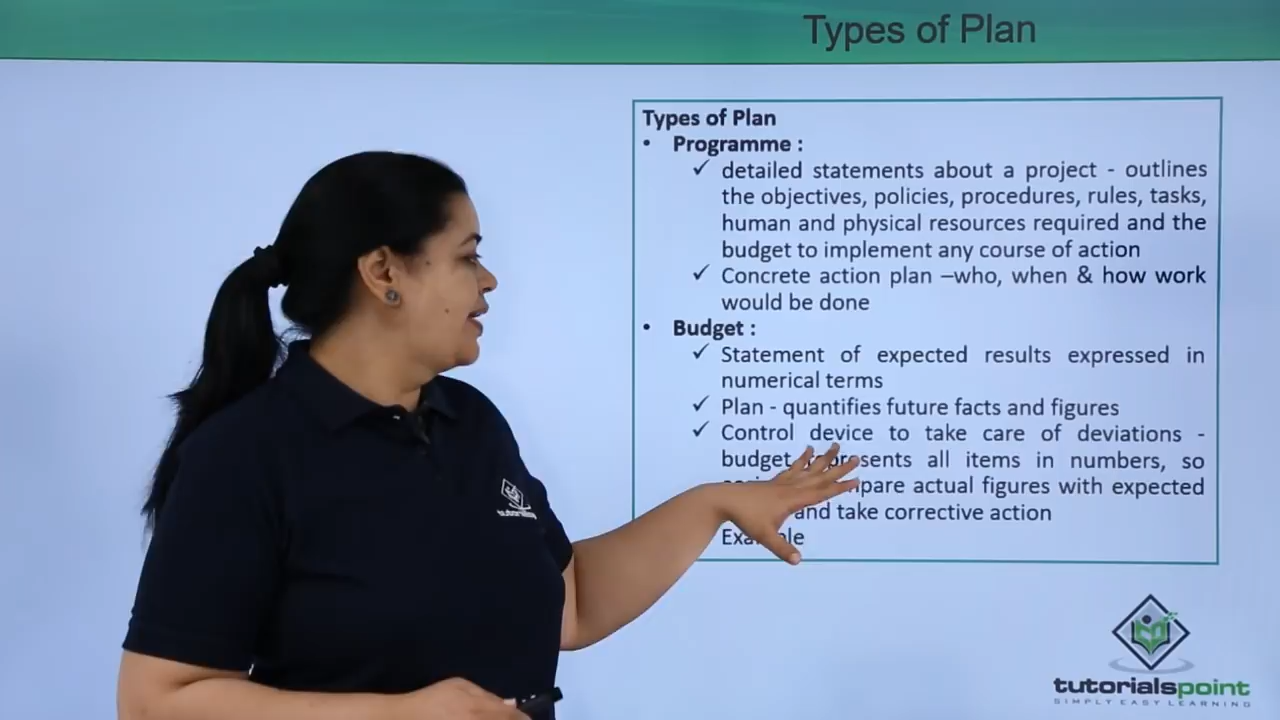 Types of Plan
Types of Plan
• Programme :
✓ detailed statements about a project - outlines
the objectives, policies, procedures, rules, tasks,
human and physical resources required and the
budget to implement any course of action
✓ Concrete action plan –who, when & how work
would be done
• Budget :
✓ Statement of expected results expressed in
numerical terms
✓ Plan - quantifies future facts and figures
✓ Control device to take care of deviations -
budget represents all items in numbers, so
actual figures with expected
and take corrective action
Example
tutorialspoint
SIMPLY EASY LEARNING